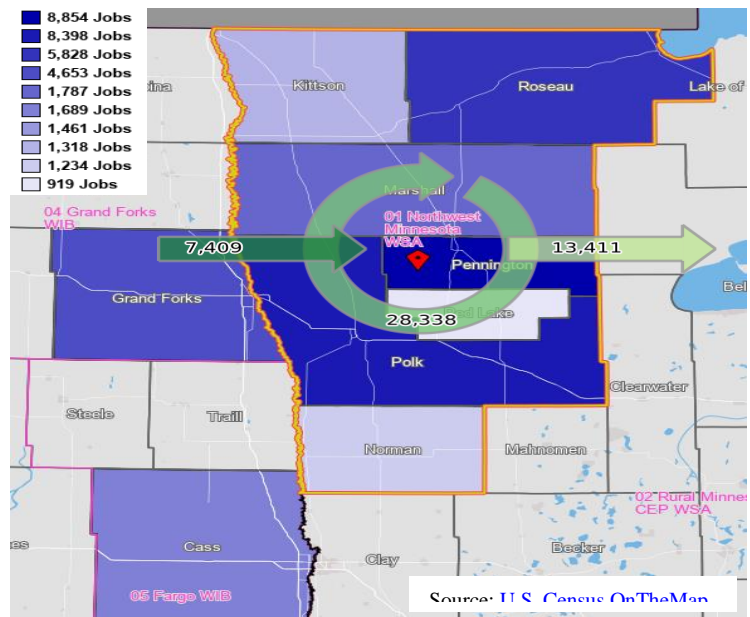 8,854 Jobs
8,398 Jobs
5,828 Jobs
4,653 Jobs
1,787 Jobs
1,689 Jobs
1,461 Jobs
1,318 Jobs
1,234 Jobs
919 Jobs
Kittson
Roseau
Lake of
Marshall
04 Grand Forks
WIB
01 Northwest
Minnesota
WSA
7,409
13,411
Pennington
Grand Forks
Lake
28,338
Polk
Clearwater
Steele
Traill
Norman
Mahnomen
02 Rural Minnes
CEP WSA
Cass
Clay
Becker
05 Fargo WIB
Source: U.S. Census OnTheMap